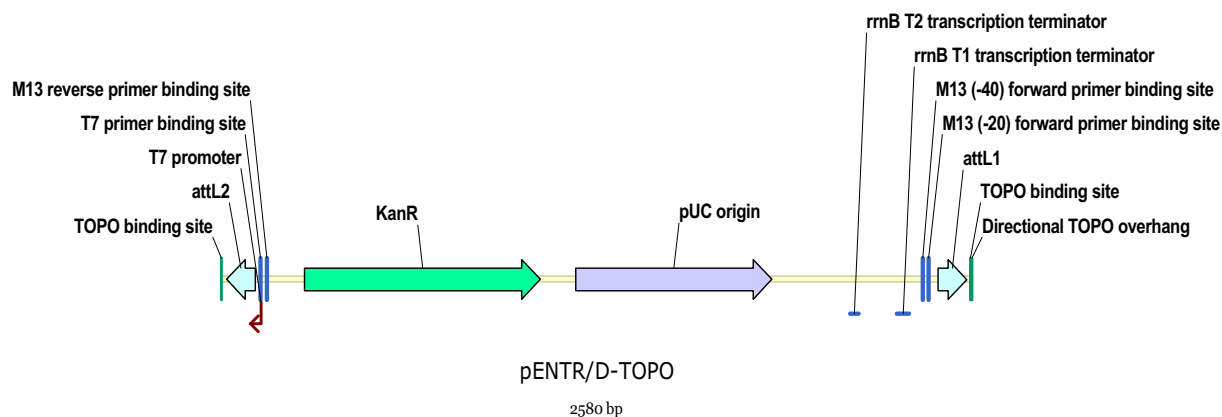 rrnB T2 transcription terminator
rrnB T1 transcription terminator
M13 reverse primer binding site
M13 (-40) forward primer binding site
T7 primer binding site
M13 (-20) forward primer binding site
T7 promoter
attL1
attL2
KanR
pUC origin
TOPO binding site
TOPO binding site
Directional TOPO overhang
pENTR/D-TOPO
2580 bp